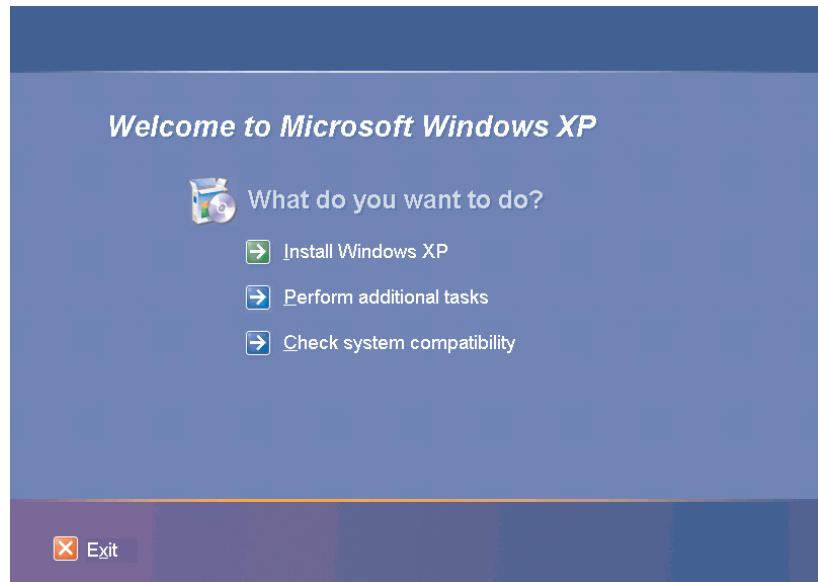 Welcome to Microsoft Windows XP
What do you want to do?
Install Windows XP
Perform additional tasks
Check system compatibility
Exit